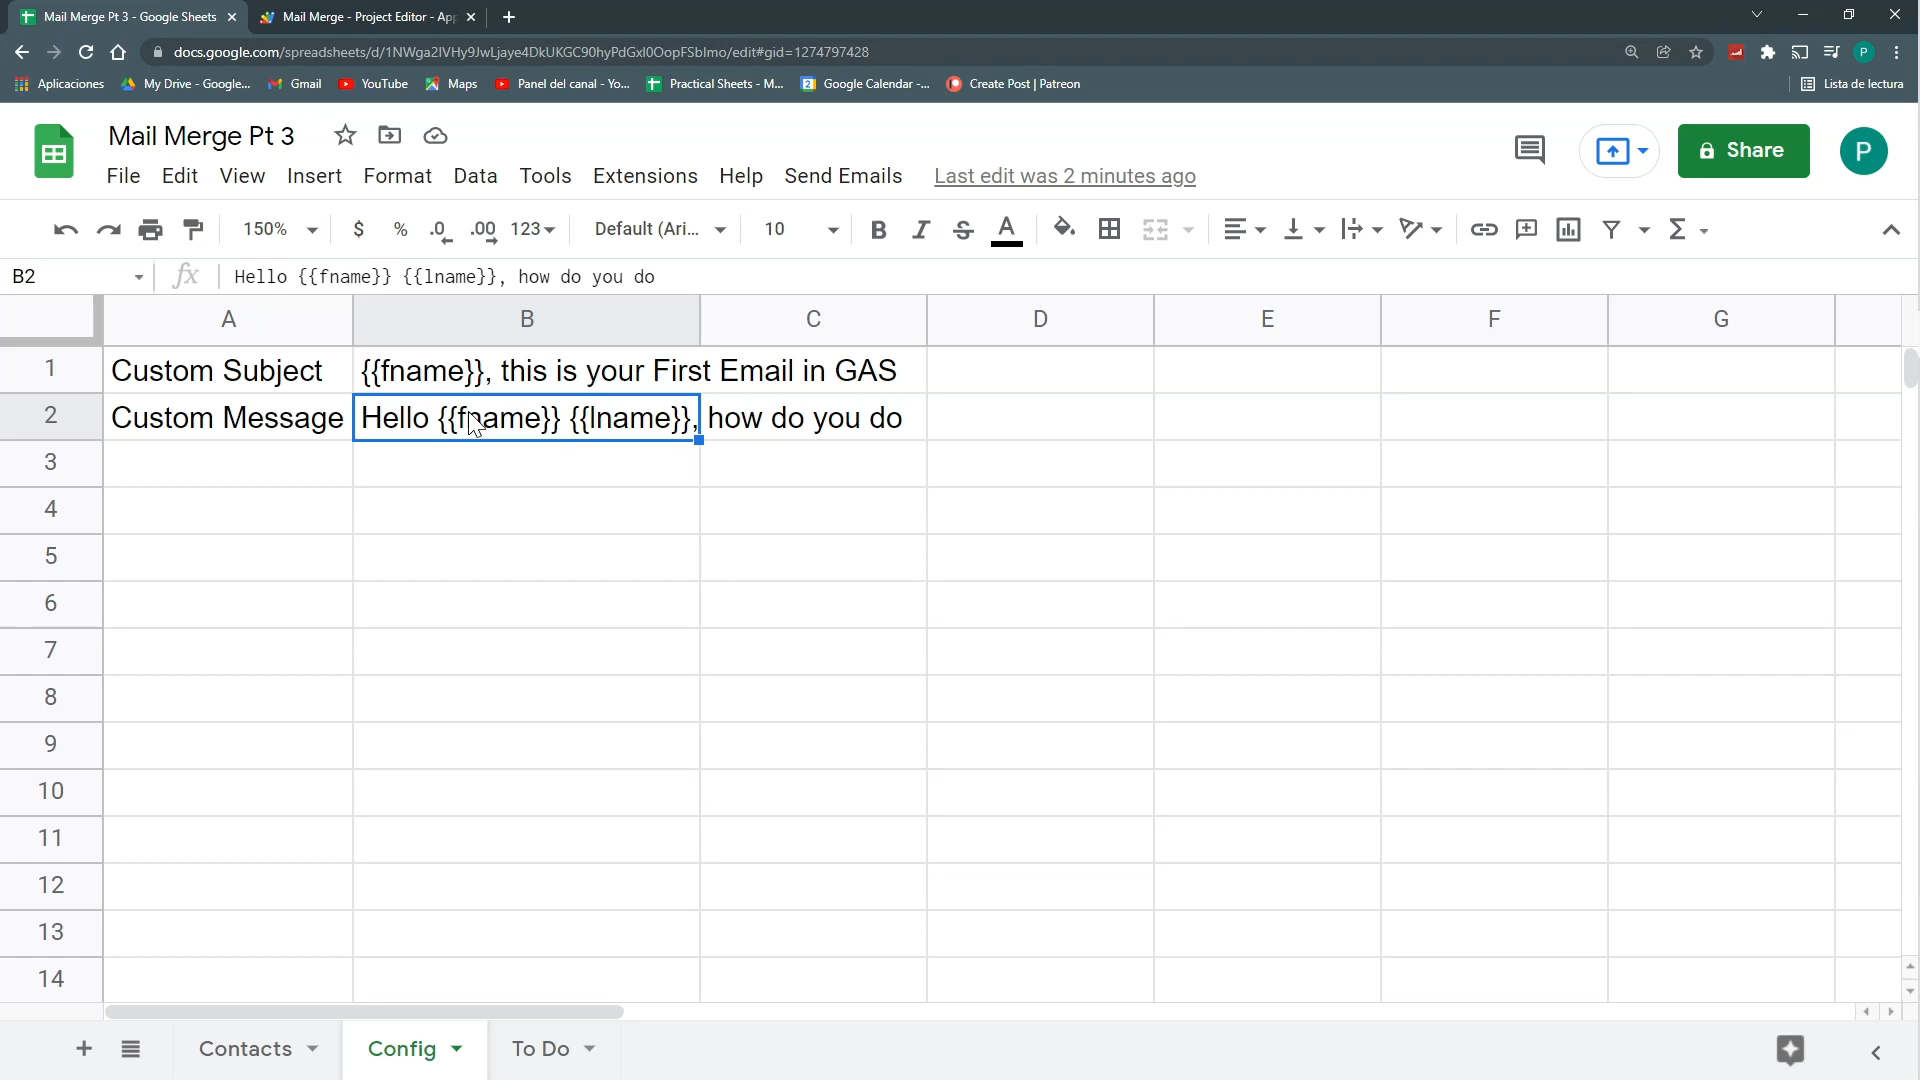 Mail Merge Pt 3 - Google Sheets
Mail Merge - Project Editor - App
docs.google.com/spreadsheets/d/1NWga2lVHy9JwLjaye4DkUKGC90hyPdGxl0OopFSblmo/edit#gid=1274797428
Aplicaciones My Drive - Google... Gmail YouTube Maps Panel del canal - Yo... Practical Sheets - M... Google Calendar -... Create Post | Patreon Lista de lectura
Mail Merge Pt 3
Share
P
File Edit View Insert Format Data Tools Extensions Help Send Emails Last edit was 2 minutes ago
150% $ % .0 .00 123 Default (Ari... 10 B I S A
B2 fx Hello {{fname}} {{lname}}, how do you do
A B C D E F G
1 Custom Subject {{fname}}, this is your First Email in GAS
2 Custom Message Hello {{fname}} {{lname}}, how do you do
3
4
5
6
7
8
9
10
11
12
13
14
Contacts Config To Do